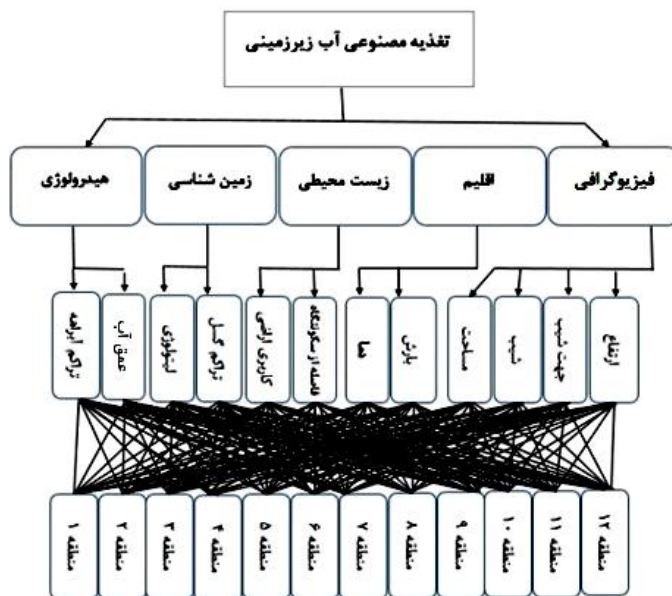 تغذیه مصنوعی آب زیرزمینی
فیزیوگرافی
اقلیم
زیست محیطی
زمین شناسی
هیدرولوژی
ارتفاع
جهت شیب
شیب
مساحت
بارش
دما
فاصله از سکونتگاه
کاربری اراضی
تراکم گسل
لیتولوژی
عمق آب
تراکم آبراهه
منطقه ۱۲
منطقه ۱۱
منطقه ۱۰
منطقه ۹
منطقه ۸
منطقه ۷
منطقه ۶
منطقه ۵
منطقه ۴
منطقه ۳
منطقه ۲
منطقه ۱